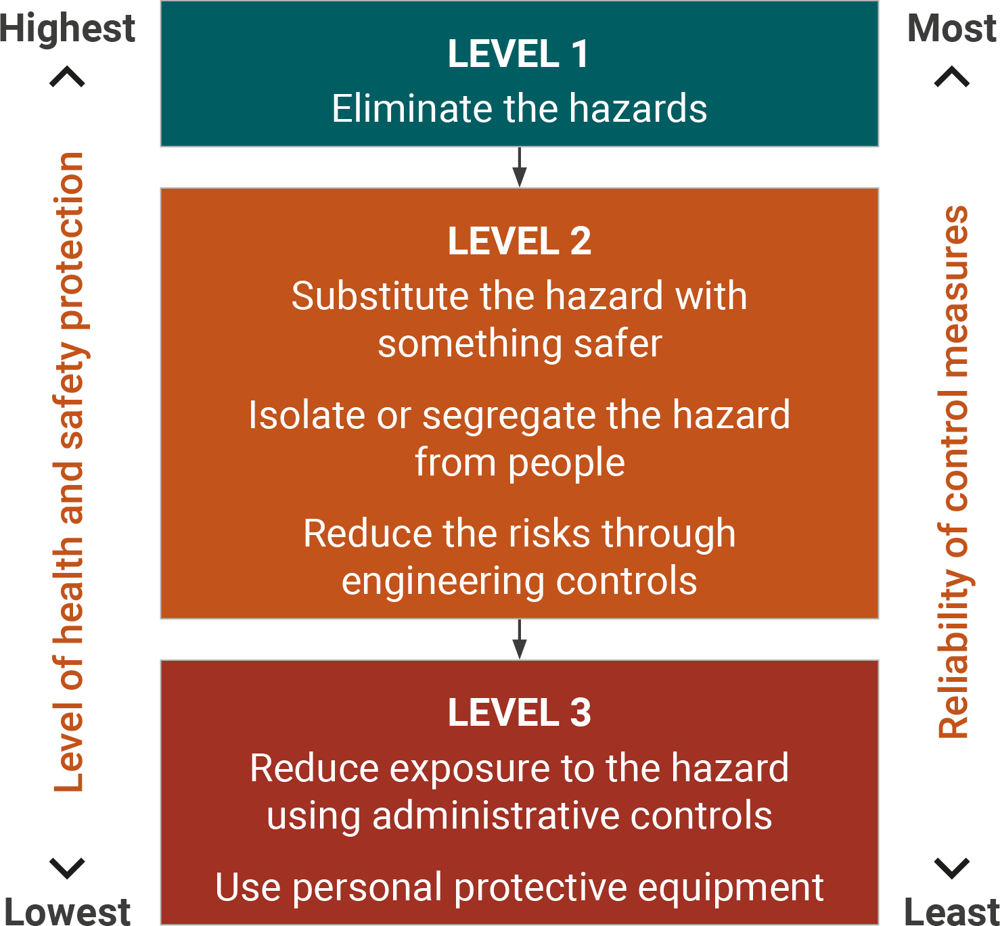 Highest
Most
LEVEL 1
Eliminate the hazards
Level of health and safety protection
Reliability of control measures
LEVEL 2
Substitute the hazard with
something safer
Isolate or segregate the hazard
from people
Reduce the risks through
engineering controls
LEVEL 3
Reduce exposure to the hazard
using administrative controls
Use personal protective equipment
Lowest
Least